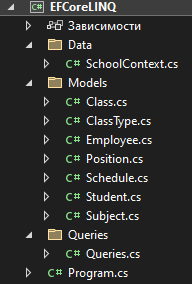 C# EFCoreLINQ
Зависимости
Data
C# SchoolContext.cs
Models
C# Class.cs
C# ClassType.cs
C# Employee.cs
C# Position.cs
C# Schedule.cs
C# Student.cs
C# Subject.cs
Queries
C# Queries.cs
C# Program.cs